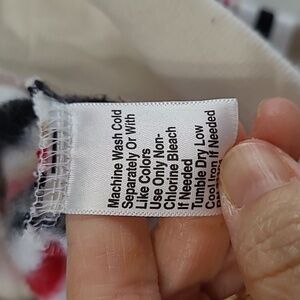 Machine Wash Cold
Separately Or With
Like Colors
Use Only Non-
Chlorine Bleach
If Needed
Tumble Dry Low
Cool Iron If Needed